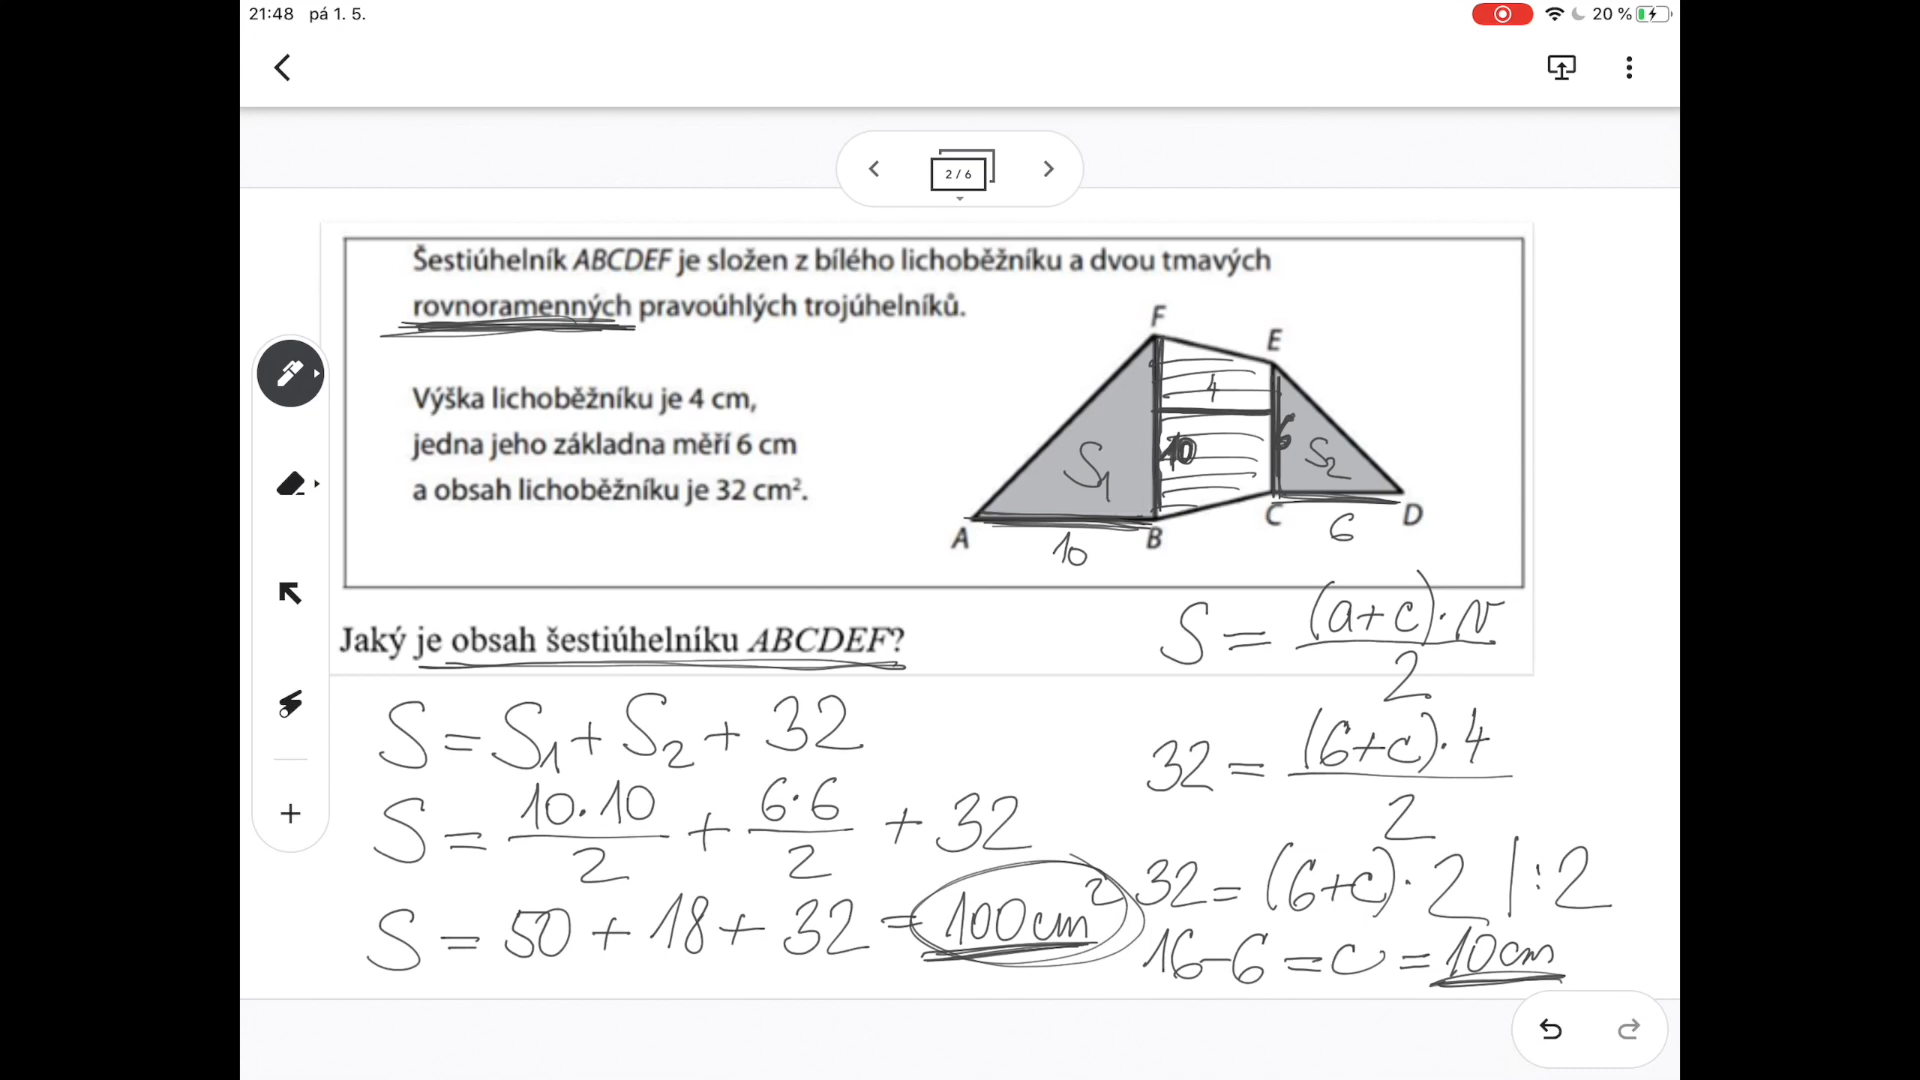 21:48 pá 1. 5.
20 %
2 / 6
Šestiúhelník ABCDEF je složen z bílého lichoběžníku a dvou tmavých
rovnoramenných pravoúhlých trojúhelníků.
Výška lichoběžníku je 4 cm,
jedna jeho základna měří 6 cm
a obsah lichoběžníku je 32 cm².
F
E
4
10
6
S₁
S₂
A
B
C
D
10
6
Jaký je obsah šestiúhelníku ABCDEF?
S = (a+c)·v / 2
32 = (6+c)·4 / 2
32 = (6+c)·2 |:2
16-6 = c = 10cm
S = S₁ + S₂ + 32
S = 10·10 / 2 + 6·6 / 2 + 32
S = 50 + 18 + 32 = 100cm²